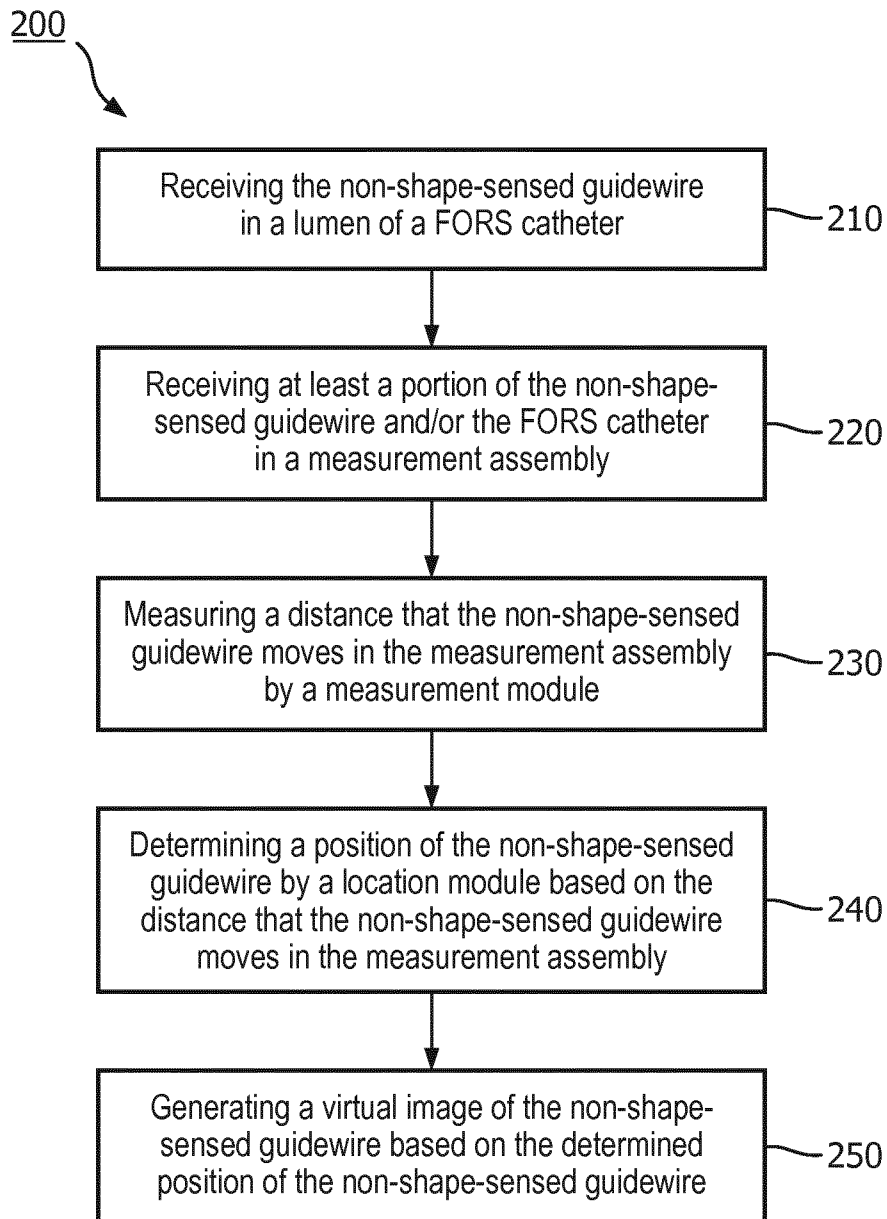 200
Receiving the non-shape-sensed guidewire
in a lumen of a FORS catheter
210
Receiving at least a portion of the non-shape-
sensed guidewire and/or the FORS catheter
in a measurement assembly
220
Measuring a distance that the non-shape-sensed
guidewire moves in the measurement assembly
by a measurement module
230
Determining a position of the non-shape-sensed
guidewire by a location module based on the
distance that the non-shape-sensed guidewire
moves in the measurement assembly
240
Generating a virtual image of the non-shape-
sensed guidewire based on the determined
position of the non-shape-sensed guidewire
250